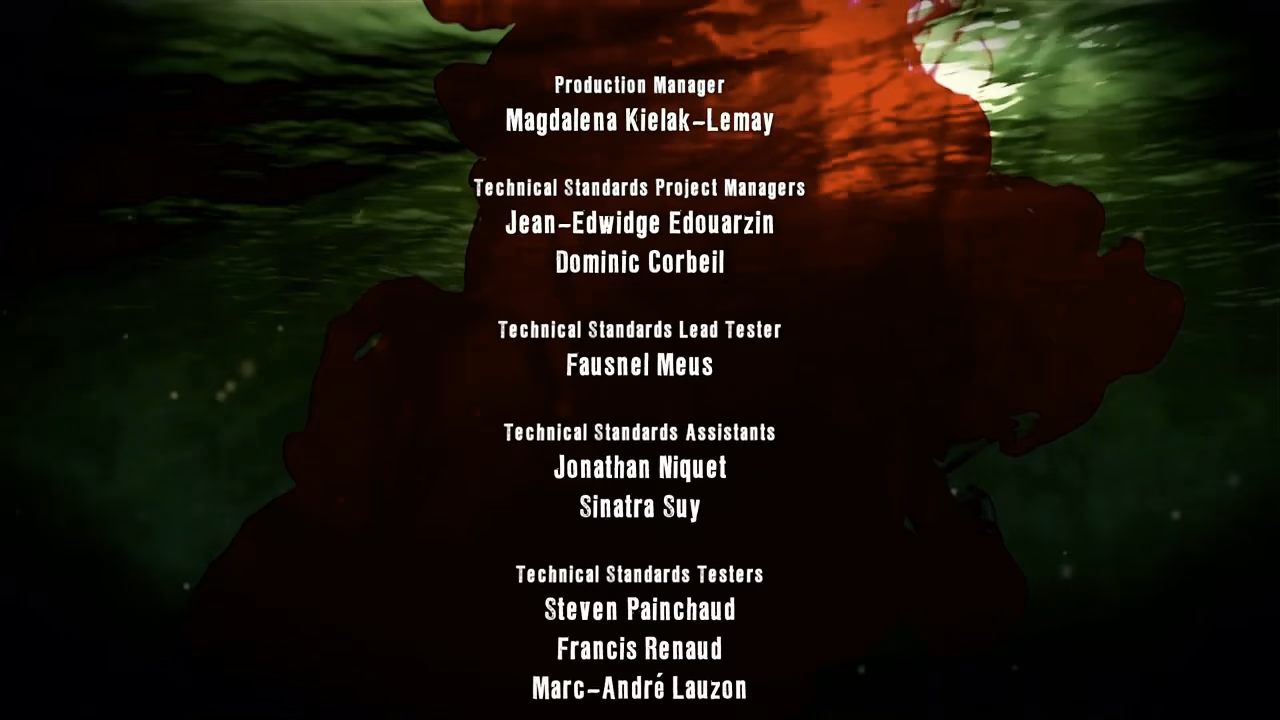 Production Manager
Magdalena Kielak-Lemay
Technical Standards Project Managers
Jean-Edwidge Edouarzin
Dominic Corbeil
Technical Standards Lead Tester
Fausnel Meus
Technical Standards Assistants
Jonathan Niquet
Sinatra Suy
Technical Standards Testers
Steven Painchaud
Francis Renaud
Marc-André Lauzon